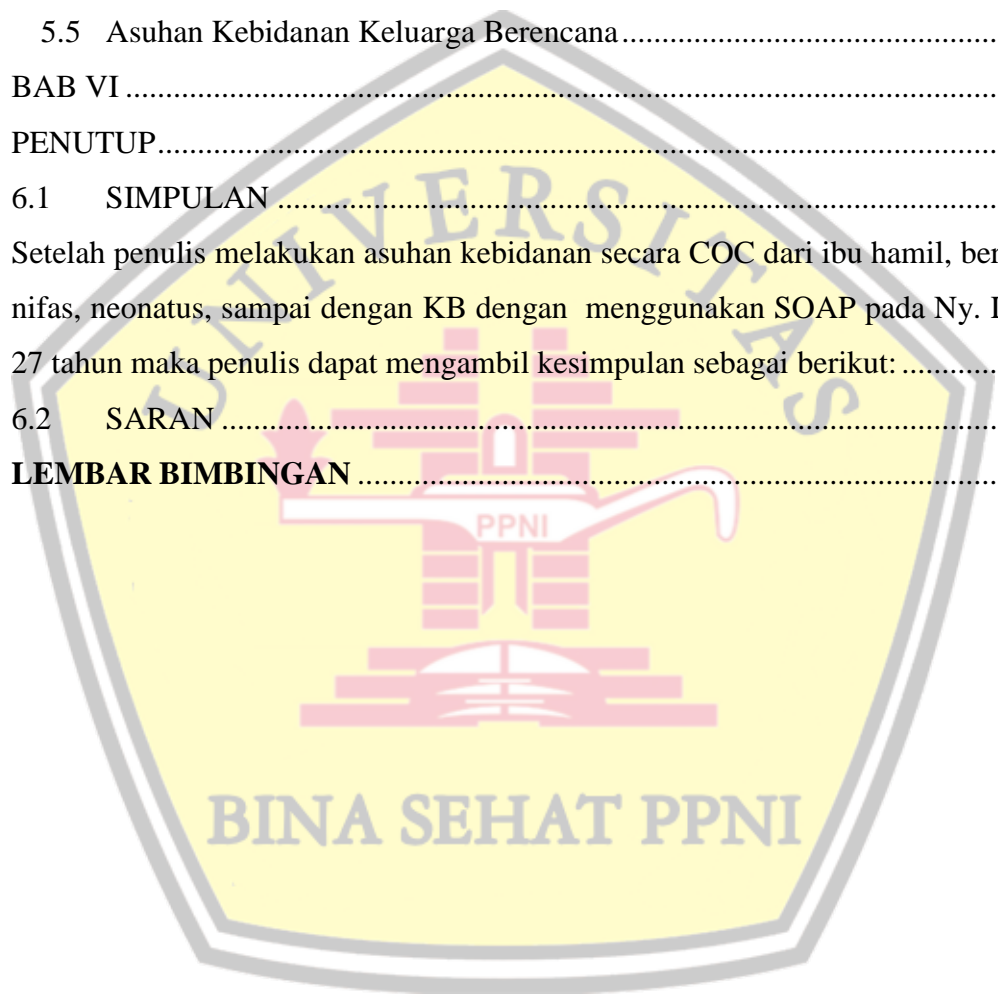 5.5 Asuhan Kebidanan Keluarga Berencana................................................
BAB VI................................................................................................................
PENUTUP...........................................................................................................
6.1 SIMPULAN ...........................................................................................
Setelah penulis melakukan asuhan kebidanan secara COC dari ibu hamil,
nifas, neonatus, sampai dengan KB dengan menggunakan SOAP pada Ny.
27 tahun maka penulis dapat mengambil kesimpulan sebagai berikut:............
6.2 SARAN ..................................................................................................
LEMBAR BIMBINGAN ................................................................................
UNIVERSITAS
PPNI
BINA SEHAT PPNI